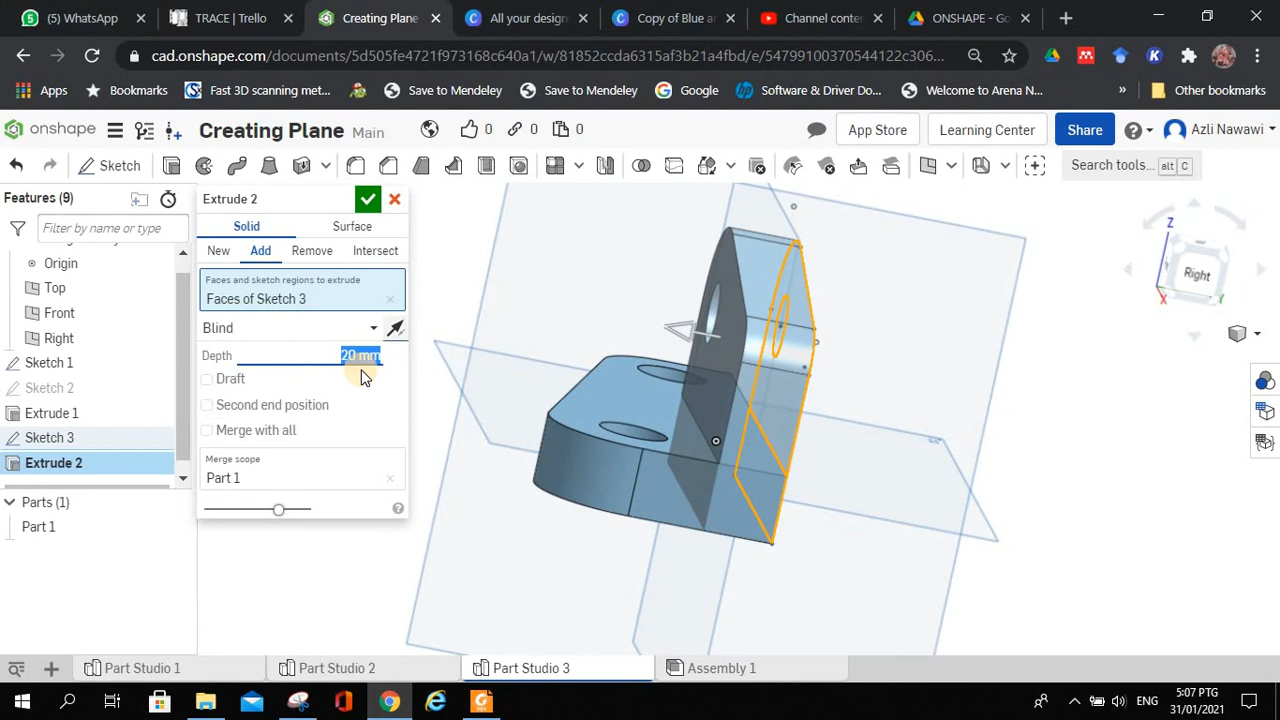 (55) WhatsApp
TRACE | Trello
Creating Plane
All your design
Copy of Blue an
Channel conten
ONSHAPE - Go
cad.onshape.com/documents/5d505fe4721f973168c640a1/w/81852ccda6315af3b21a4fbd/e/54799100370544122c306...
Apps
Bookmarks
Fast 3D scanning met...
Save to Mendeley
Save to Mendeley
Google
Software & Driver Do...
Welcome to Arena N...
»
Other bookmarks
onshape
Creating Plane Main
0
0
0
App Store
Learning Center
Share
Azli Nawawi
Sketch
Search tools... alt C
Features (9)
Filter by name or type
Origin
Top
Front
Right
Sketch 1
Sketch 2
Extrude 1
Sketch 3
Extrude 2
Parts (1)
Part 1
Extrude 2
Solid
Surface
New
Add
Remove
Intersect
Faces and sketch regions to extrude
Faces of Sketch 3
Blind
Depth
20 mm
Draft
Second end position
Merge with all
Merge scope
Part 1
Z
Right
X
Y
Part Studio 1
Part Studio 2
Part Studio 3
Assembly 1
ENG
5:07 PTG
31/01/2021